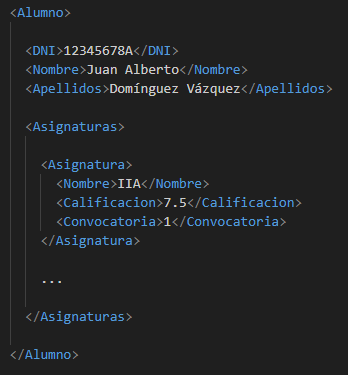 <Alumno>
<DNI>12345678A</DNI>
<Nombre>Juan Alberto</Nombre>
<Apellidos>Domínguez Vázquez</Apellidos>
<Asignaturas>
<Asignatura>
<Nombre>IIA</Nombre>
<Calificacion>7.5</Calificacion>
<Convocatoria>1</Convocatoria>
</Asignatura>
...
</Asignaturas>
</Alumno>